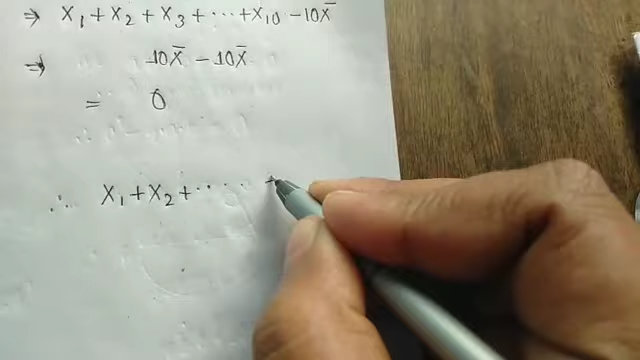 ⇒ X₁ + X₂ + X₃ + ⋯ + X₁₀ − 10X̄
⇒ 10X̄ − 10X̄
= 0
∴ X₁ + X₂ + ⋯⋯ +